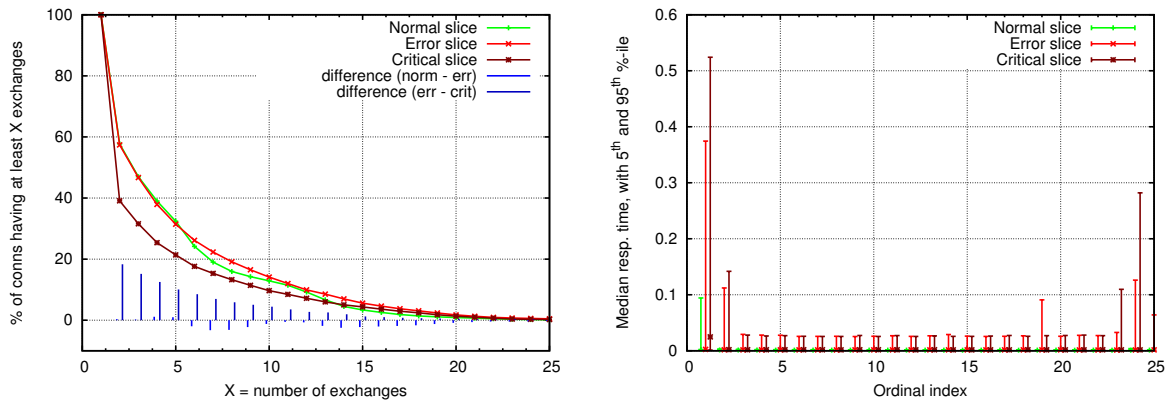 % of conns having at least X exchanges
100
80
60
40
20
0
0
5
10
15
20
25
X = number of exchanges
Normal slice
Error slice
Critical slice
difference (norm - err)
difference (err - crit)
Median resp. time, with 5th and 95th %-ile
0.6
0.5
0.4
0.3
0.2
0.1
0
0
5
10
15
20
25
Ordinal index
Normal slice
Error slice
Critical slice